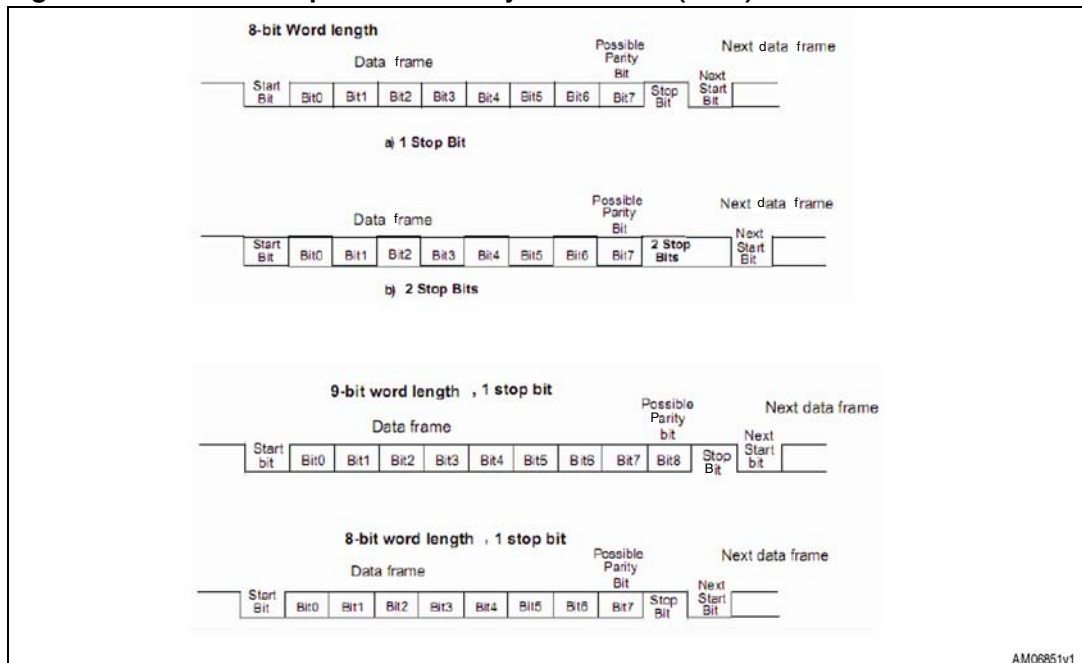 8-bit Word length
Data frame
Possible Parity Bit
Next data frame
Start Bit Bit0 Bit1 Bit2 Bit3 Bit4 Bit5 Bit6 Bit7 Stop Bit Next Start Bit
a) 1 Stop Bit
Data frame
Possible Parity Bit
Next data frame
Start Bit Bit0 Bit1 Bit2 Bit3 Bit4 Bit5 Bit6 Bit7 2 Stop Bits Next Start Bit
b) 2 Stop Bits
9-bit word length , 1 stop bit
Data frame
Possible Parity bit
Next data frame
Start bit Bit0 Bit1 Bit2 Bit3 Bit4 Bit5 Bit6 Bit7 Bit8 Stop Bit Next Start bit
8-bit word length , 1 stop bit
Data frame
Possible Parity Bit
Next data frame
Start Bit Bit0 Bit1 Bit2 Bit3 Bit4 Bit5 Bit6 Bit7 Stop Bit Next Start Bit
AM06851v1